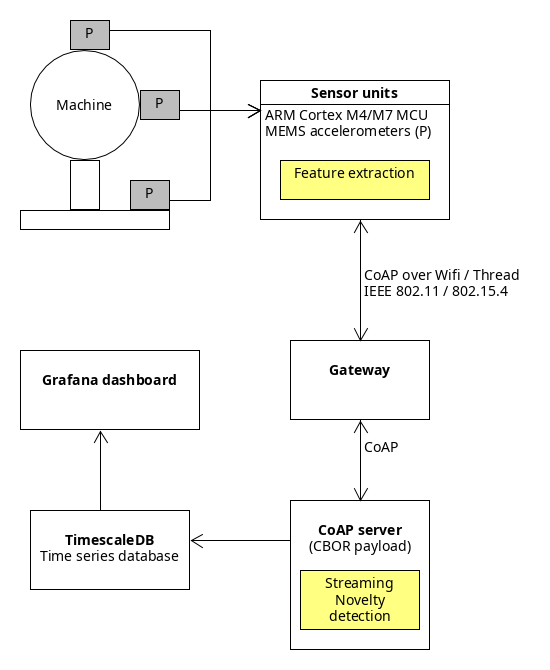 P
Machine
P
P
Sensor units
ARM Cortex M4/M7 MCU
MEMS accelerometers (P)
Feature extraction
CoAP over Wifi / Thread
IEEE 802.11 / 802.15.4
Gateway
CoAP
CoAP server
(CBOR payload)
Streaming
Novelty
detection
TimescaleDB
Time series database
Grafana dashboard